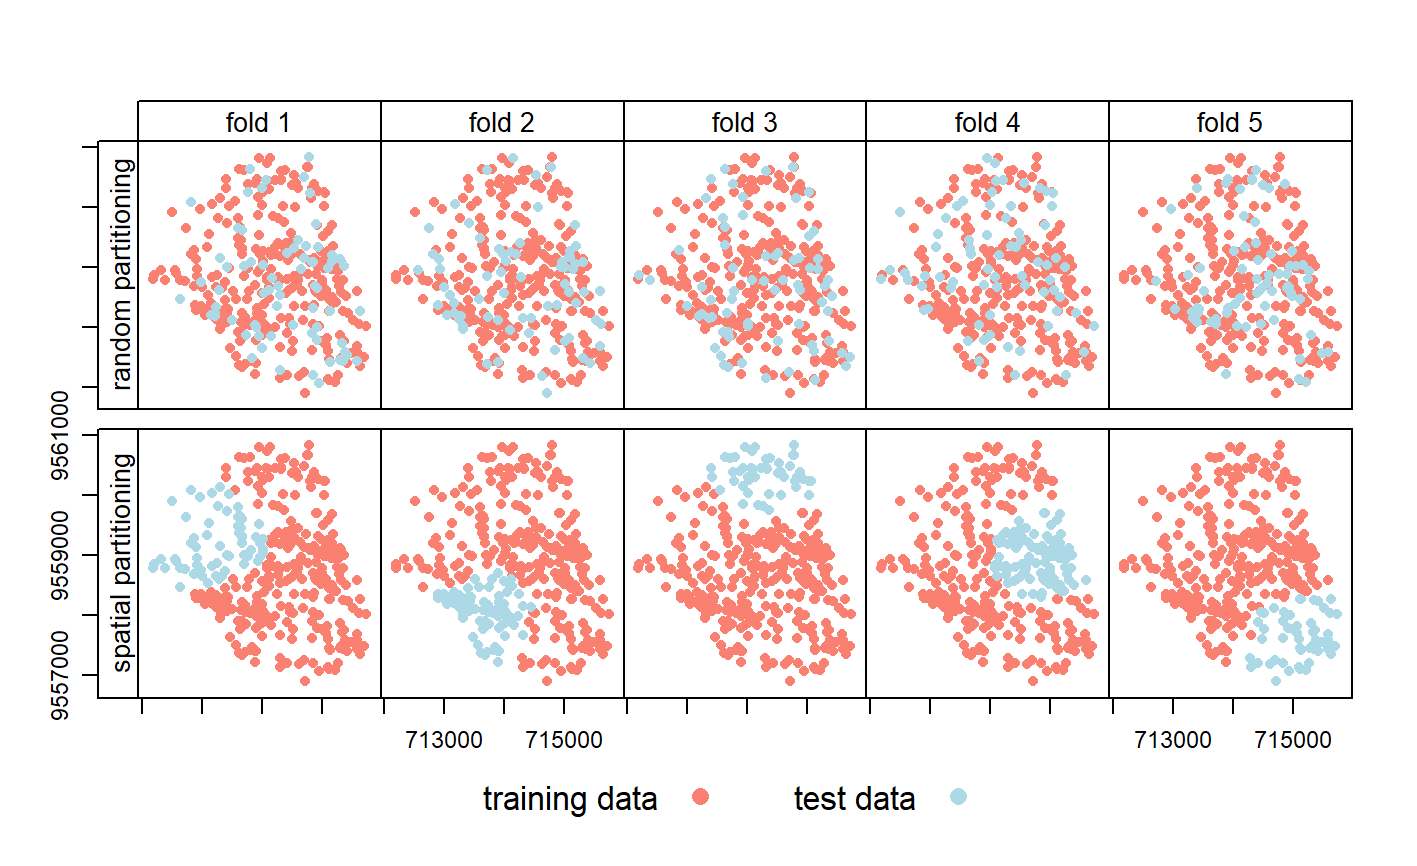 fold 1
fold 2
fold 3
fold 4
fold 5
random partitioning
spatial partitioning
9561000
9559000
9557000
713000
715000
713000
715000
training data
test data